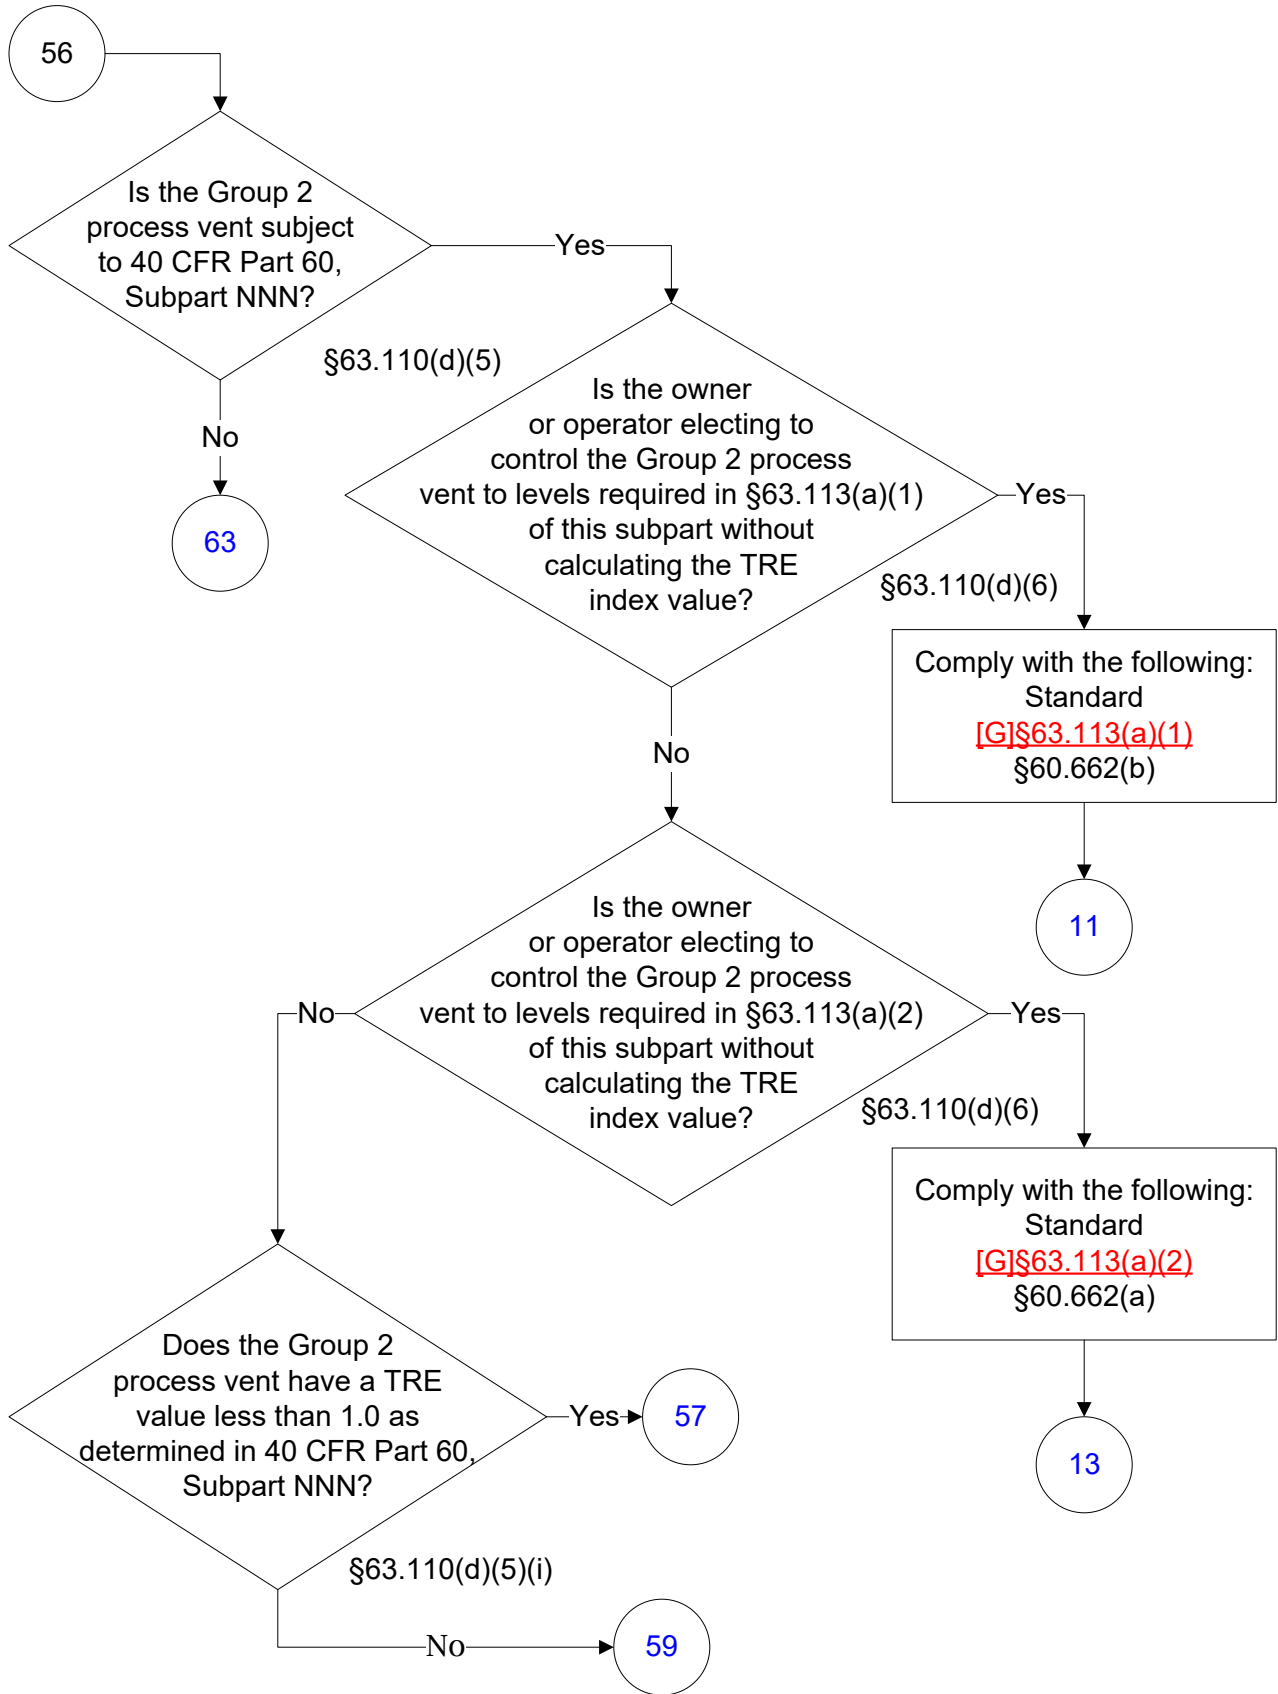 56
Is the Group 2
process vent subject
to 40 CFR Part 60,
Subpart NNN?
Yes
§63.110(d)(5)
No
63
Is the owner
or operator electing to
control the Group 2 process
vent to levels required in §63.113(a)(1)
of this subpart without
calculating the TRE
index value?
Yes
§63.110(d)(6)
Comply with the following:
Standard
[G]§63.113(a)(1)
§60.662(b)
11
No
Is the owner
or operator electing to
control the Group 2 process
vent to levels required in §63.113(a)(2)
of this subpart without
calculating the TRE
index value?
Yes
§63.110(d)(6)
Comply with the following:
Standard
[G]§63.113(a)(2)
§60.662(a)
13
No
Does the Group 2
process vent have a TRE
value less than 1.0 as
determined in 40 CFR Part 60,
Subpart NNN?
Yes
57
§63.110(d)(5)(i)
No
59